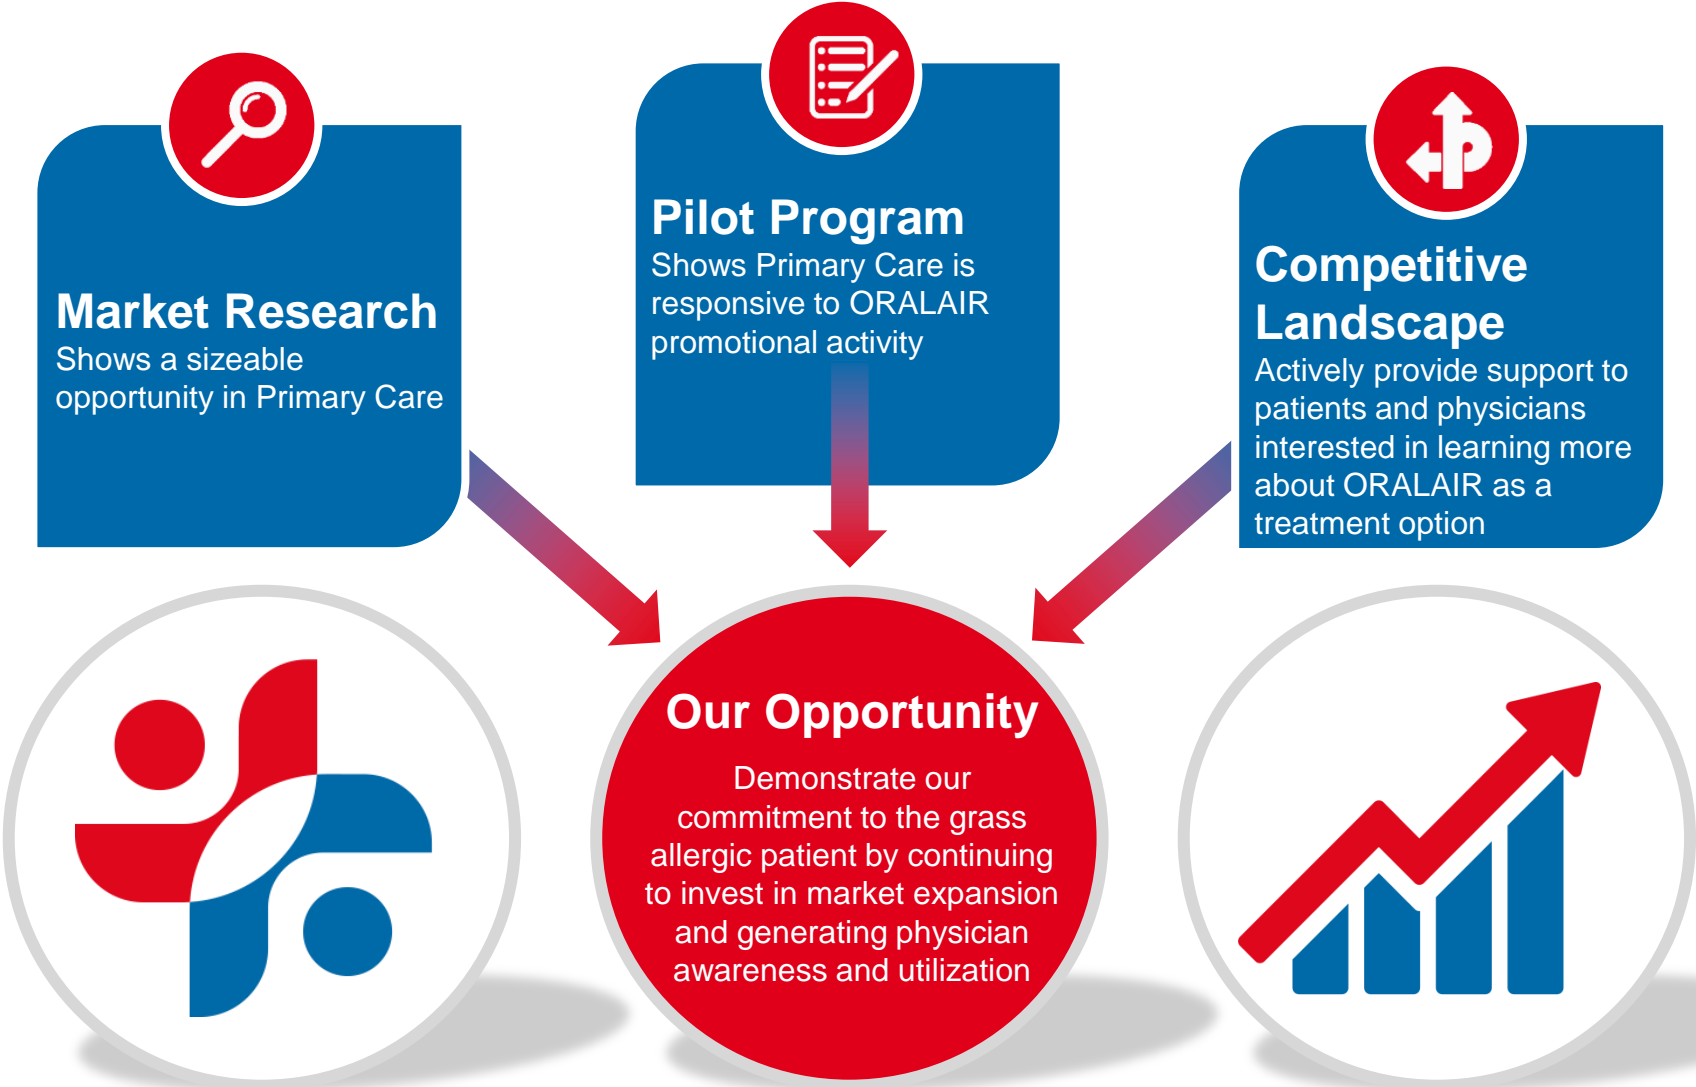 Market Research
Shows a sizeable
opportunity in Primary Care
Pilot Program
Shows Primary Care is
responsive to ORALAIR
promotional activity
Competitive
Landscape
Actively provide support to
patients and physicians
interested in learning more
about ORALAIR as a
treatment option
Our Opportunity
Demonstrate our
commitment to the grass
allergic patient by continuing
to invest in market expansion
and generating physician
awareness and utilization